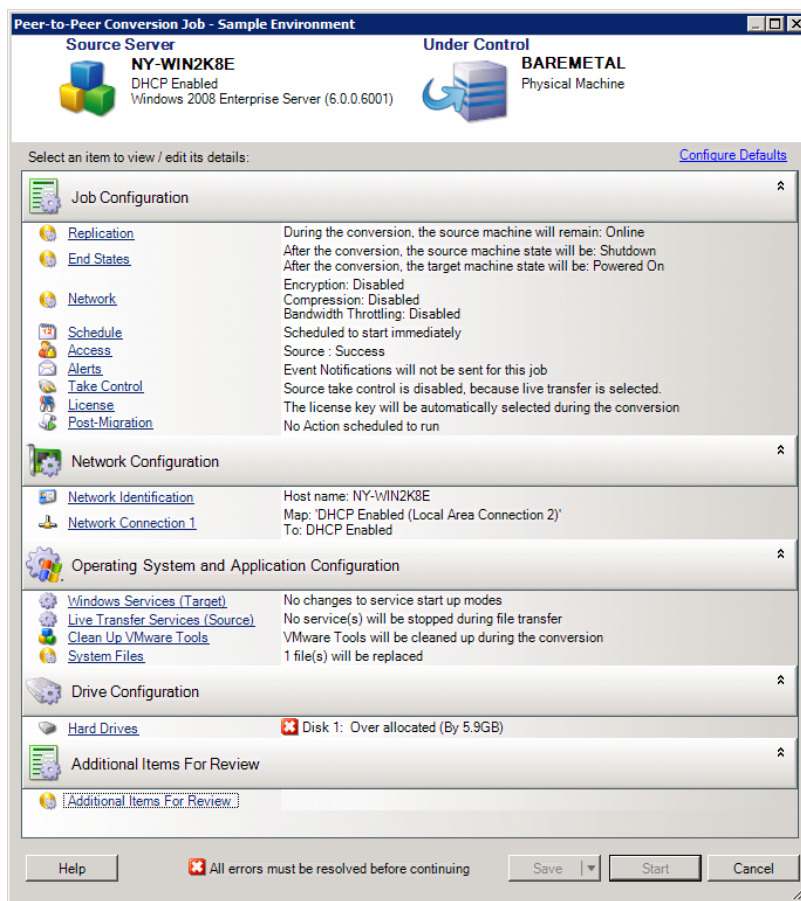 Peer-to-Peer Conversion Job - Sample Environment
Source Server
NY-WIN2K8E
DHCP Enabled
Windows 2008 Enterprise Server (6.0.0.6001)
Under Control
BAREMETAL
Physical Machine
Select an item to view / edit its details:
Configure Defaults
Job Configuration
Replication
During the conversion, the source machine will remain: Online
End States
After the conversion, the source machine state will be: Shutdown
After the conversion, the target machine state will be: Powered On
Network
Encryption: Disabled
Compression: Disabled
Bandwidth Throttling: Disabled
Schedule
Scheduled to start immediately
Access
Source : Success
Alerts
Event Notifications will not be sent for this job
Take Control
Source take control is disabled, because live transfer is selected.
License
The license key will be automatically selected during the conversion
Post-Migration
No Action scheduled to run
Network Configuration
Network Identification
Host name: NY-WIN2K8E
Network Connection 1
Map: 'DHCP Enabled (Local Area Connection 2)'
To: DHCP Enabled
Operating System and Application Configuration
Windows Services (Target)
No changes to service start up modes
Live Transfer Services (Source)
No service(s) will be stopped during file transfer
Clean Up VMware Tools
VMware Tools will be cleaned up during the conversion
System Files
1 file(s) will be replaced
Drive Configuration
Hard Drives
Disk 1: Over allocated (By 5.9GB)
Additional Items For Review
Additional Items For Review
Help
All errors must be resolved before continuing
Save
Start
Cancel